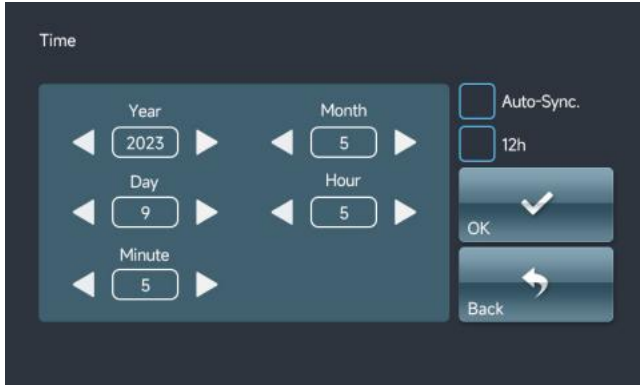 Time
Year
2023
Month
5
Day
9
Hour
5
Minute
5
Auto-Sync.
12h
OK
Back